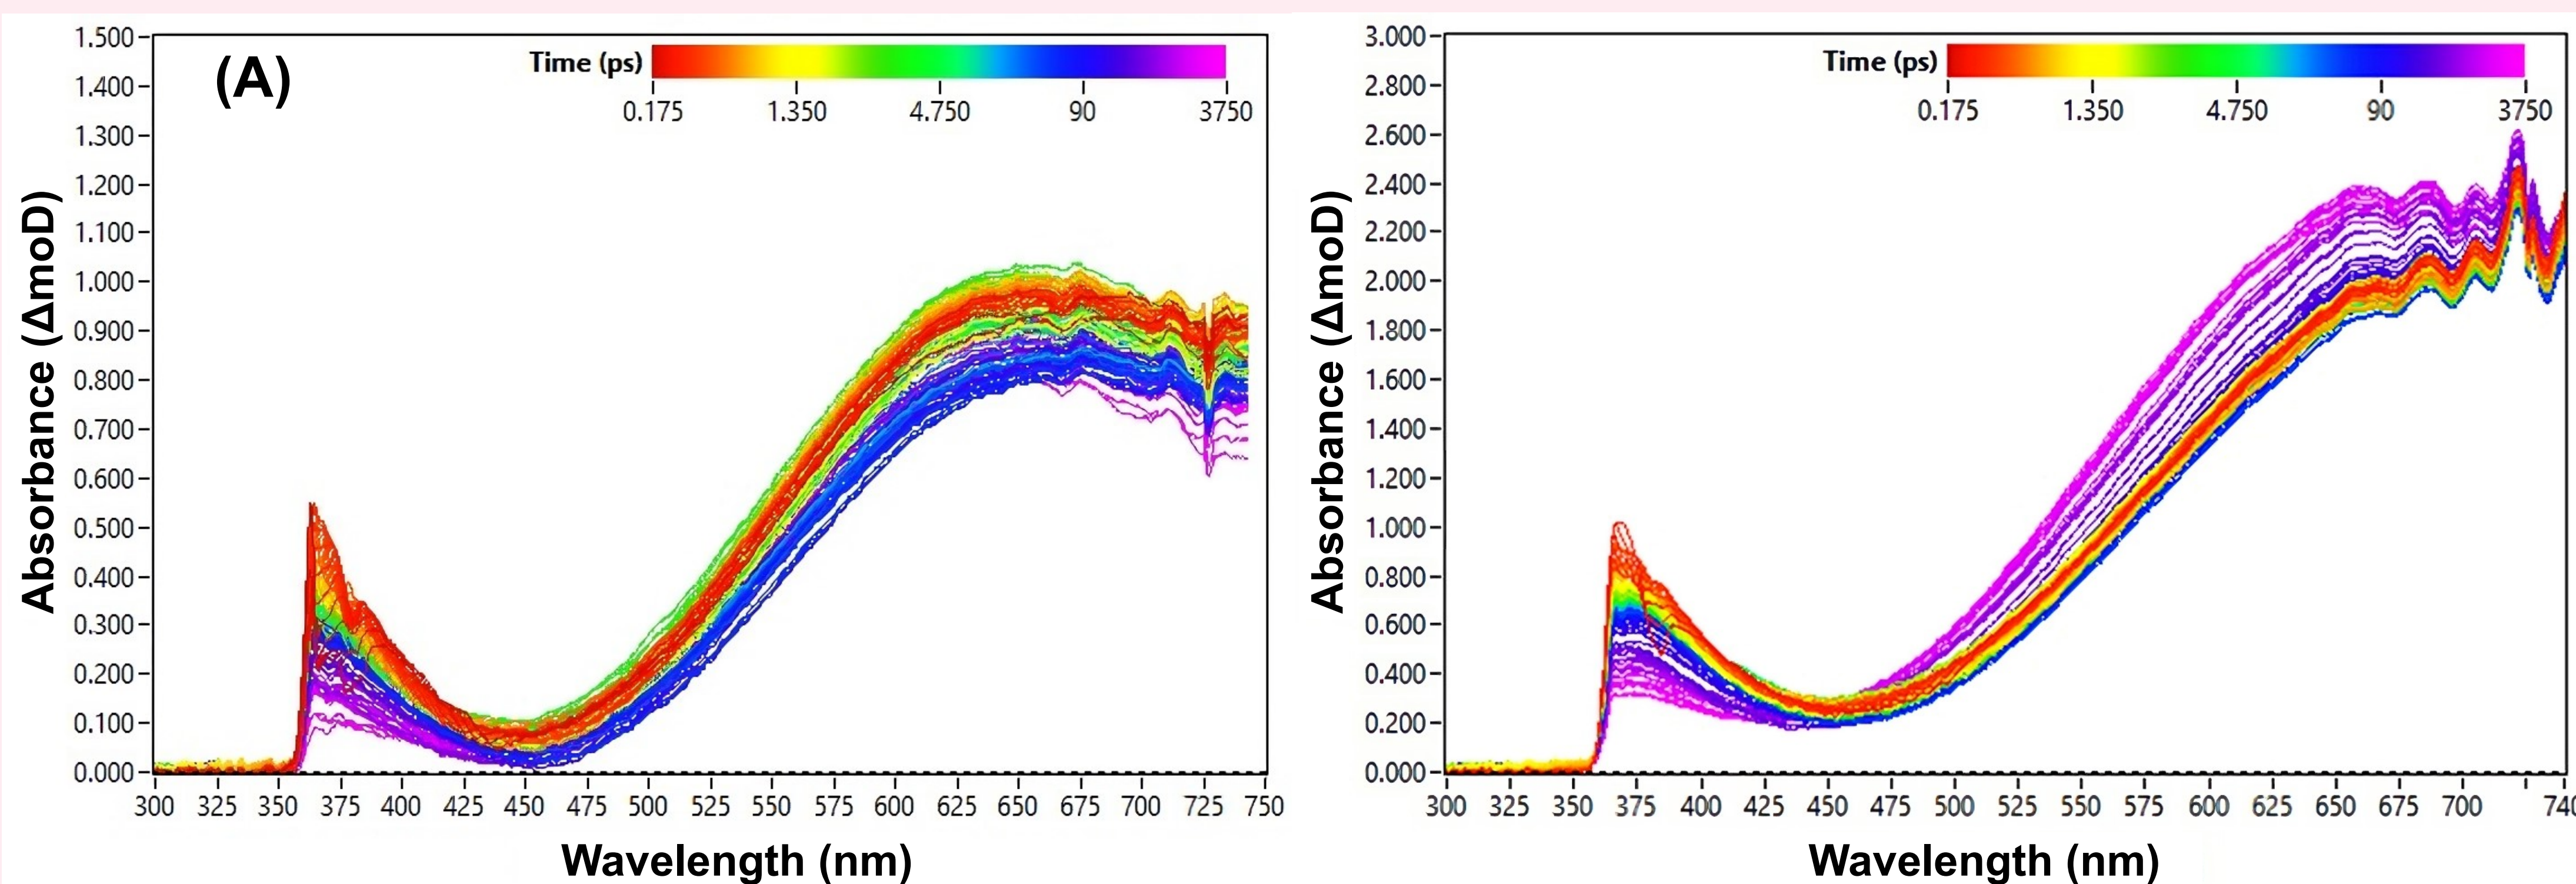 (A)
Time (ps)
0.175 1.350 4.750 90 3750
Absorbance (ΔmoD)
1.500
1.400
1.300
1.200
1.100
1.000
0.900
0.800
0.700
0.600
0.500
0.400
0.300
0.200
0.100
0.000
300 325 350 375 400 425 450 475 500 525 550 575 600 625 650 675 700 725 750
Wavelength (nm)
Time (ps)
0.175 1.350 4.750 90 3750
Absorbance (ΔmoD)
3.000
2.800
2.600
2.400
2.200
2.000
1.800
1.600
1.400
1.200
1.000
0.800
0.600
0.400
0.200
0.000
300 325 350 375 400 425 450 475 500 525 550 575 600 625 650 675 700 740
Wavelength (nm)